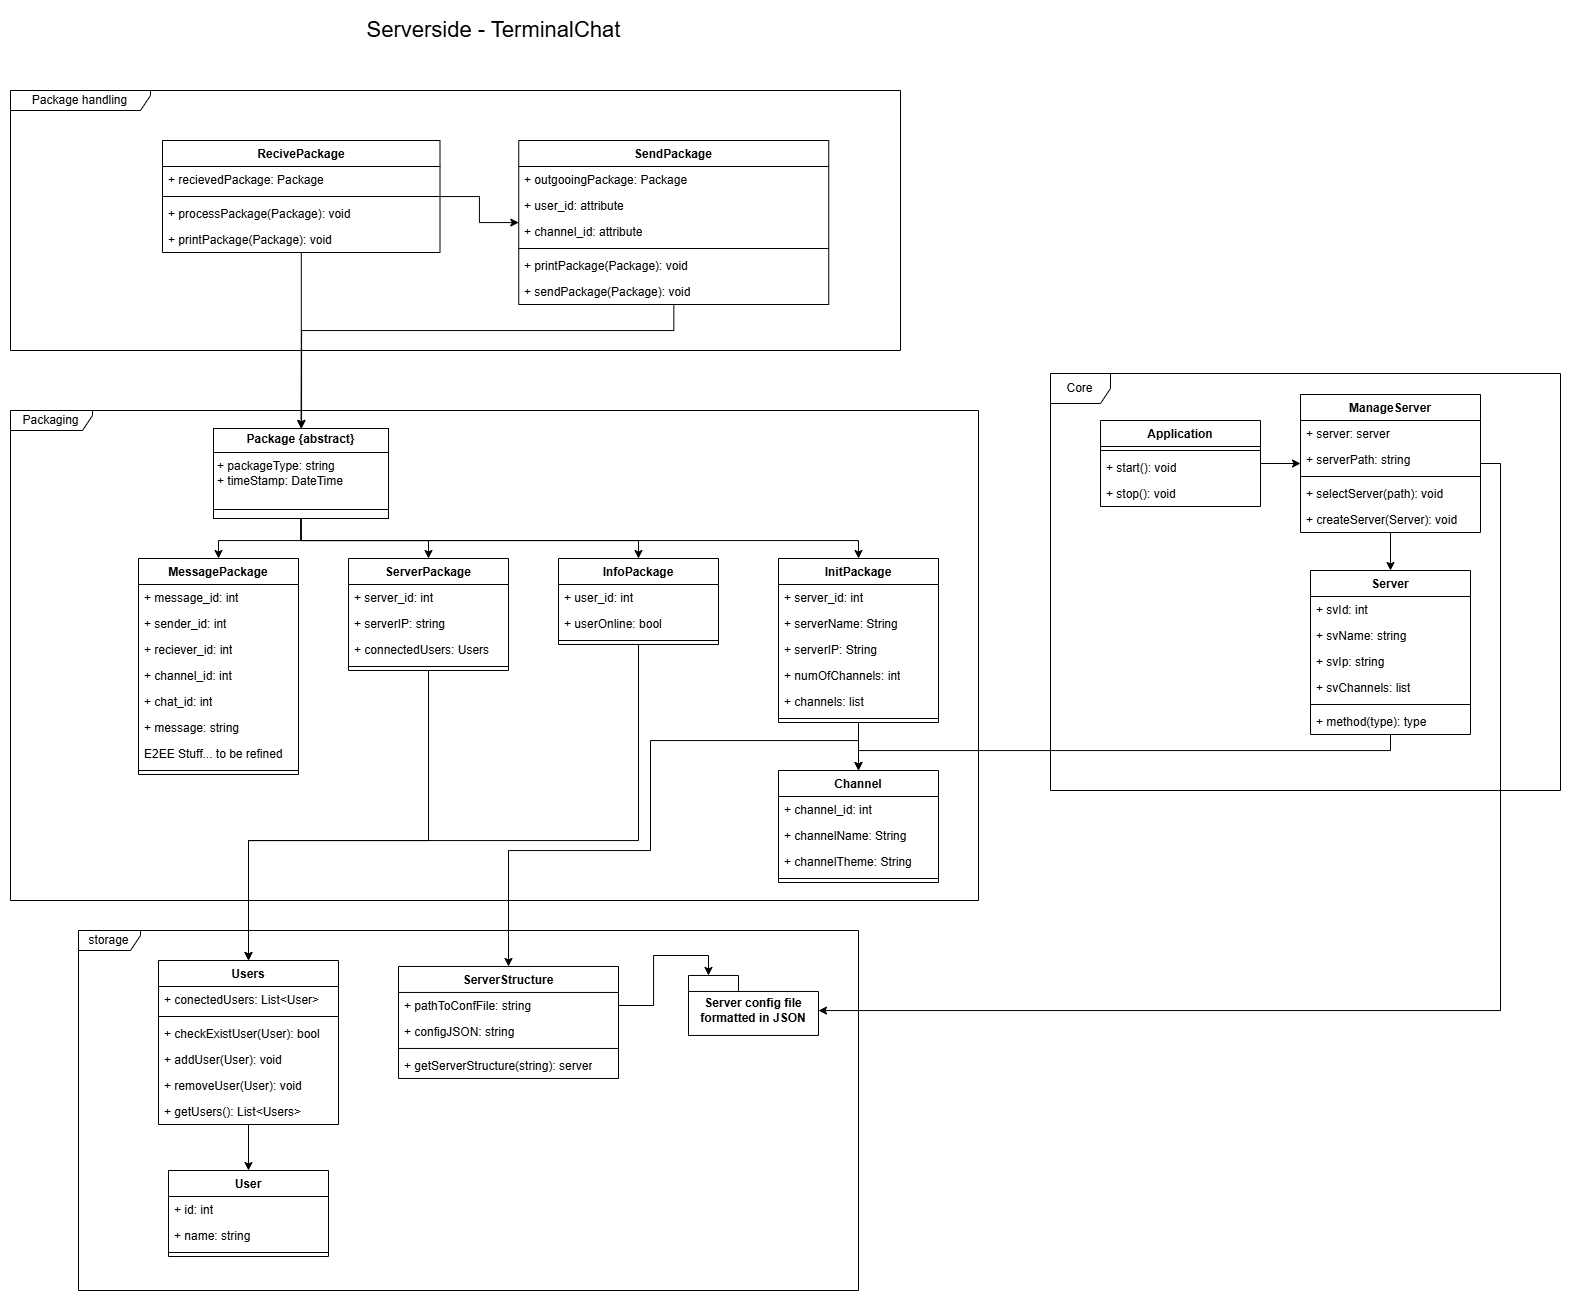 Serverside - TerminalChat
Package handling
RecivePackage
+ recievedPackage: Package
+ processPackage(Package): void
+ printPackage(Package): void
SendPackage
+ outgooingPackage: Package
+ user_id: attribute
+ channel_id: attribute
+ printPackage(Package): void
+ sendPackage(Package): void
Packaging
Package {abstract}
+ packageType: string
+ timeStamp: DateTime
MessagePackage
+ message_id: int
+ sender_id: int
+ reciever_id: int
+ channel_id: int
+ chat_id: int
+ message: string
E2EE Stuff... to be refined
ServerPackage
+ server_id: int
+ serverIP: string
+ connectedUsers: Users
InfoPackage
+ user_id: int
+ userOnline: bool
InitPackage
+ server_id: int
+ serverName: String
+ serverIP: String
+ numOfChannels: int
+ channels: list
Channel
+ channel_id: int
+ channelName: String
+ channelTheme: String
Core
Application
+ start(): void
+ stop(): void
ManageServer
+ server: server
+ serverPath: string
+ selectServer(path): void
+ createServer(Server): void
Server
+ svId: int
+ svName: string
+ svIp: string
+ svChannels: list
+ method(type): type
storage
Users
+ conectedUsers: List<User>
+ checkExistUser(User): bool
+ addUser(User): void
+ removeUser(User): void
+ getUsers(): List<Users>
User
+ id: int
+ name: string
ServerStructure
+ pathToConfFile: string
+ configJSON: string
+ getServerStructure(string): server
Server config file
formatted in JSON